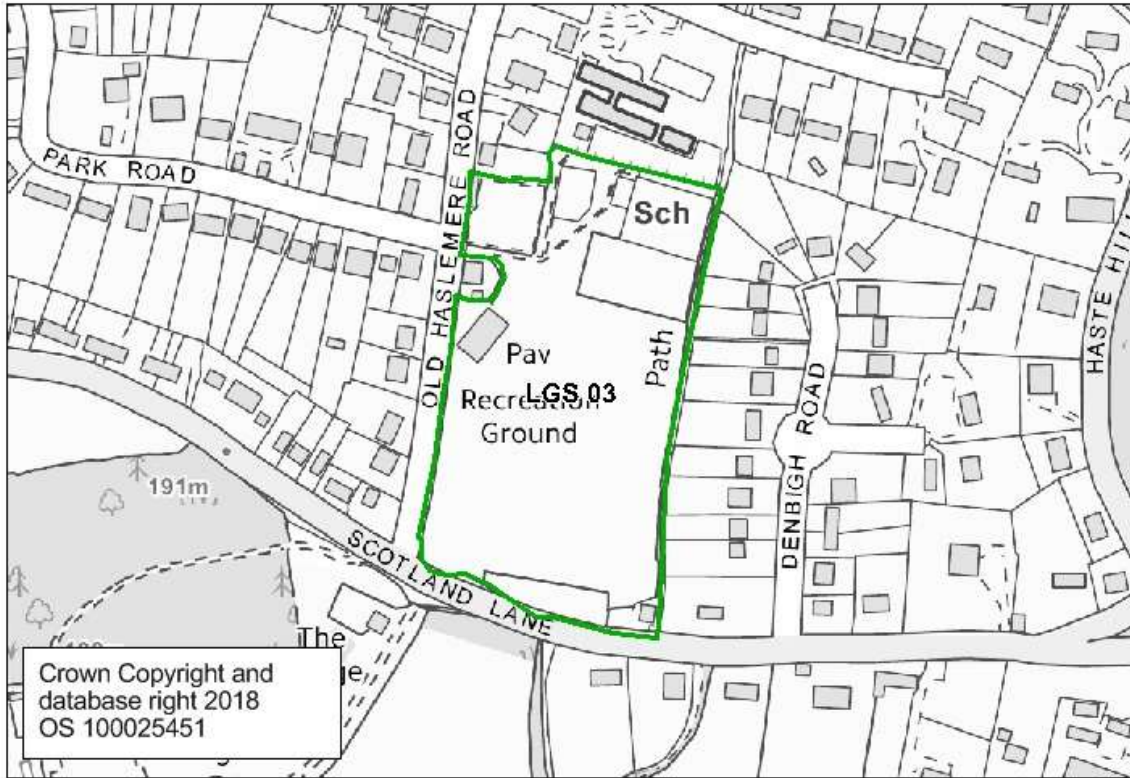 PARK ROAD
OLD HASLEMERE ROAD
Sch
HASTE HILL
Path
Pav
LGS 03
Recreation
Ground
DENBIGH ROAD
191m
SCOTLAND LANE
The
Crown Copyright and
database right 2018
OS 100025451